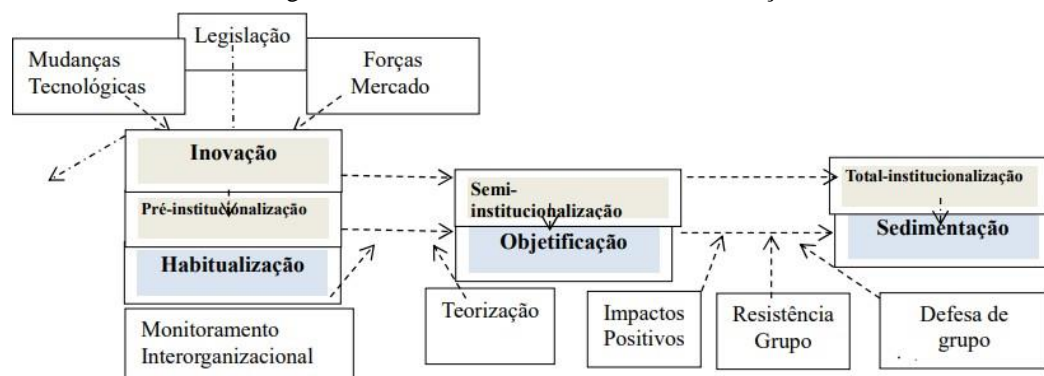 Legislação
Mudanças
Tecnológicas
Forças
Mercado
Inovação
Pré-institucionalização
Habitualização
Semi-
institucionalização
Objetificação
Total-institucionalização
Sedimentação
Monitoramento
Interorganizacional
Teorização
Impactos
Positivos
Resistência
Grupo
Defesa de
grupo